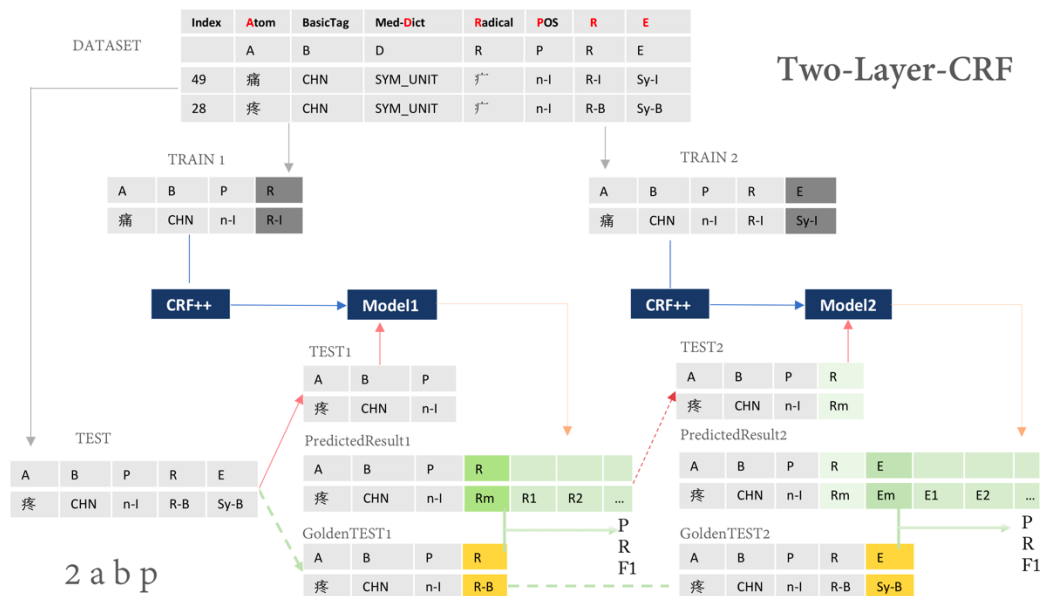 Index Atom BasicTag Med-Dict Radical POS R E
DATASET
A B D R P R E
Two-Layer-CRF
49 痛 CHN SYM_UNIT 疒 n-I R-I Sy-I
28 疼 CHN SYM_UNIT 疒 n-I R-B Sy-B
TRAIN 1
A B P R
痛 CHN n-I R-I
TRAIN 2
A B P R E
痛 CHN n-I R-I Sy-I
CRF++ Model1
CRF++ Model2
TEST1
A B P
疼 CHN n-I
TEST2
A B P R
疼 CHN n-I Rm
TEST
A B P R E
疼 CHN n-I R-B Sy-B
PredictedResult1
A B P R
疼 CHN n-I Rm R1 R2 ...
PredictedResult2
A B P R E
疼 CHN n-I Rm Em E1 E2 ...
P
R
F1
P
R
F1
GoldenTEST1
A B P R
疼 CHN n-I R-B
GoldenTEST2
A B P R E
疼 CHN n-I R-B Sy-B
2 a b p